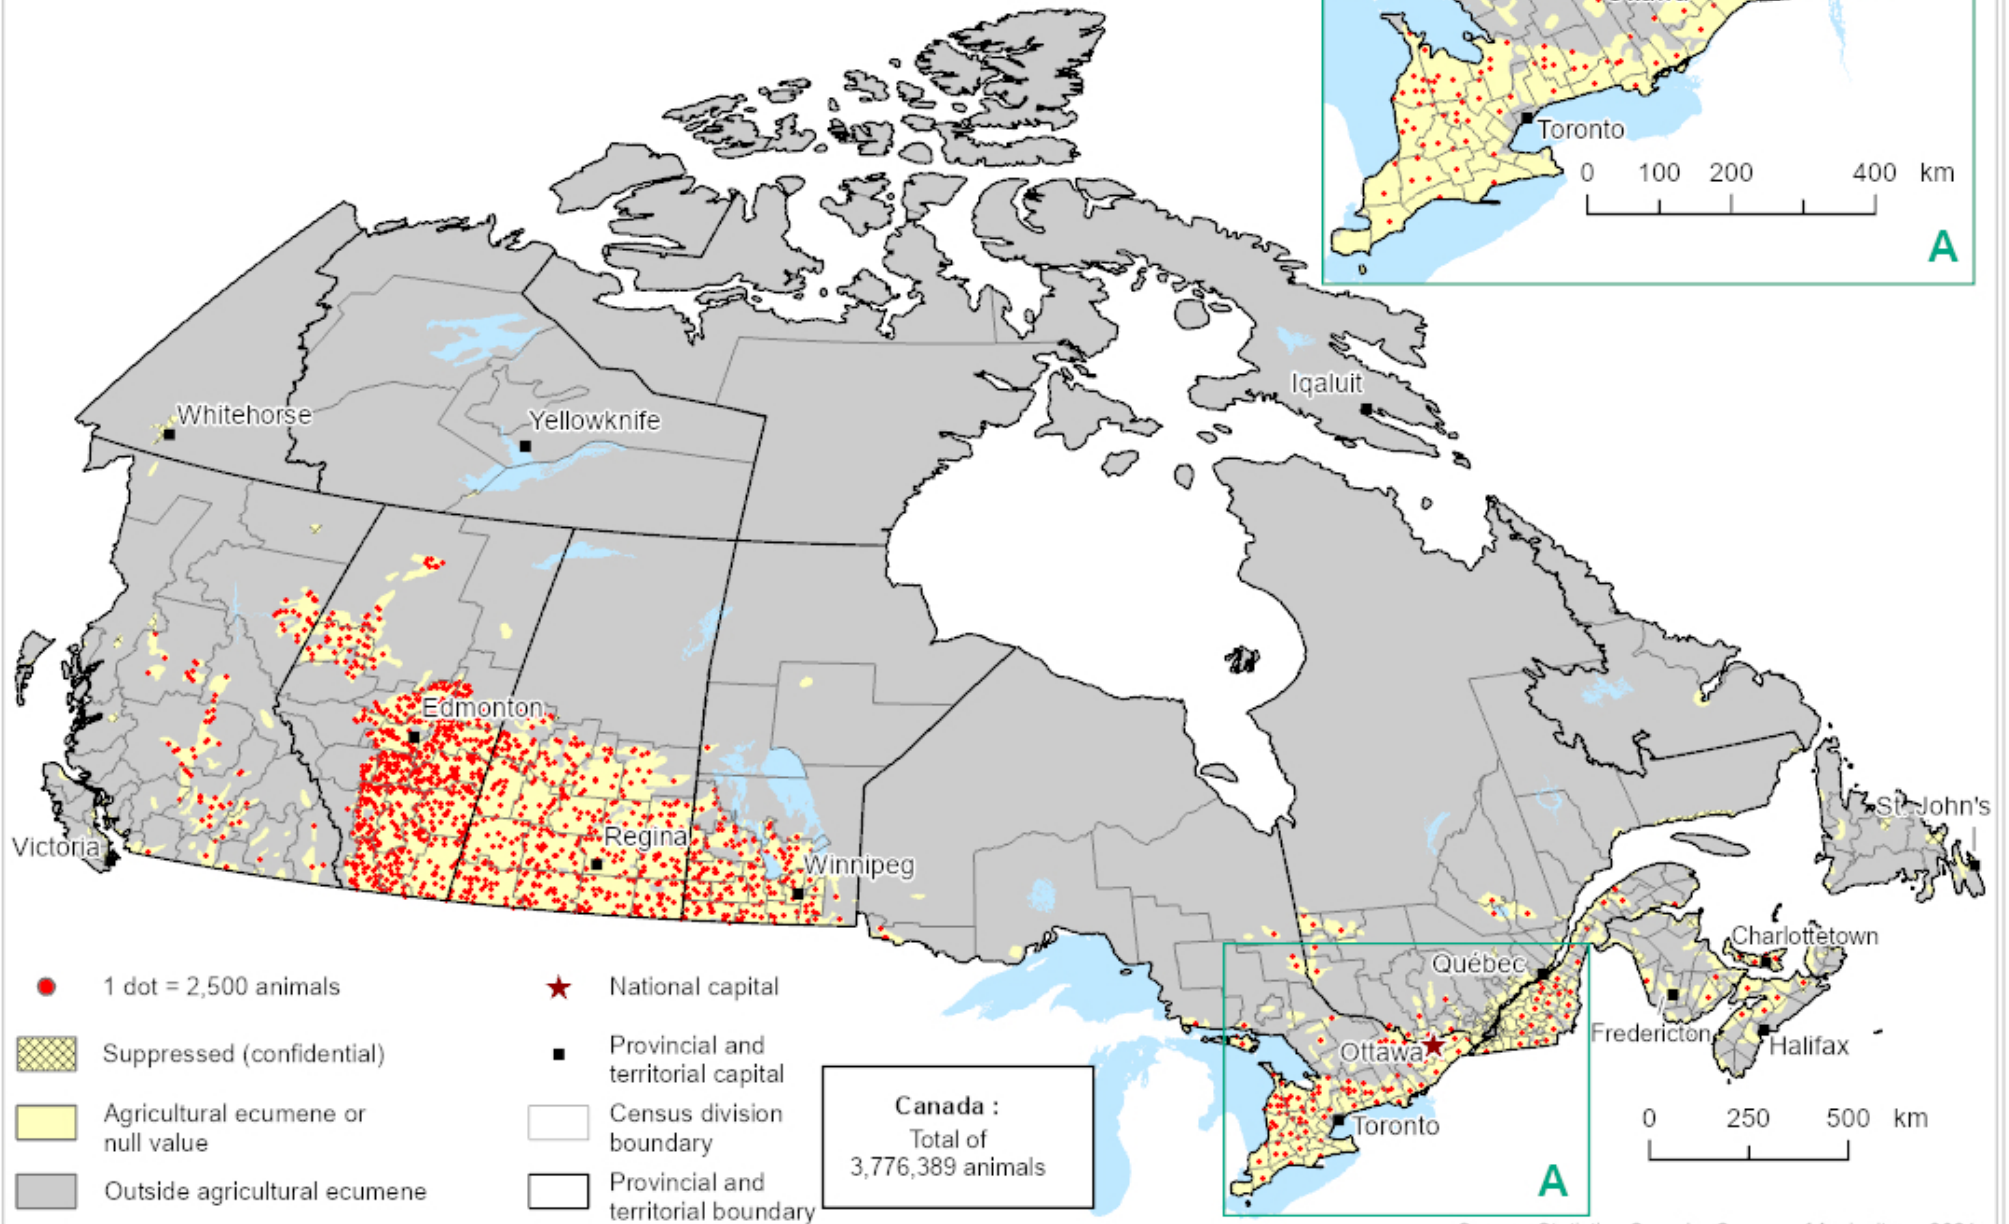 Toronto
0 100 200 400 km
A
Iqaluit
Whitehorse
Yellowknife
Edmonton
Regina
Winnipeg
Victoria
St. John's
Charlottetown
Québec
Fredericton
Halifax
Ottawa
Toronto
0 250 500 km
A
1 dot = 2,500 animals
Suppressed (confidential)
Agricultural ecumene or
null value
Outside agricultural ecumene
National capital
Provincial and
territorial capital
Census division
boundary
Provincial and
territorial boundary
Canada :
Total of
3,776,389 animals